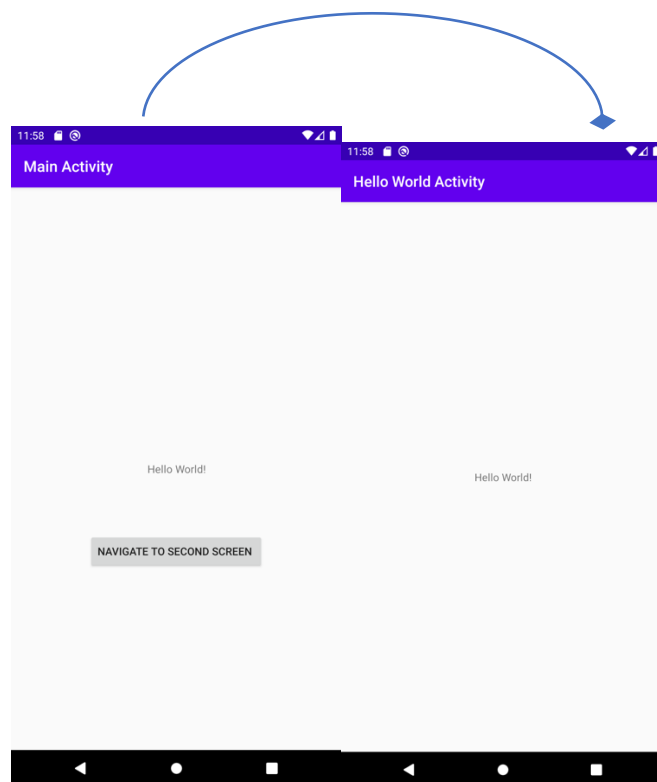 11:58
Main Activity
Hello World!
NAVIGATE TO SECOND SCREEN
11:58
Hello World Activity
Hello World!